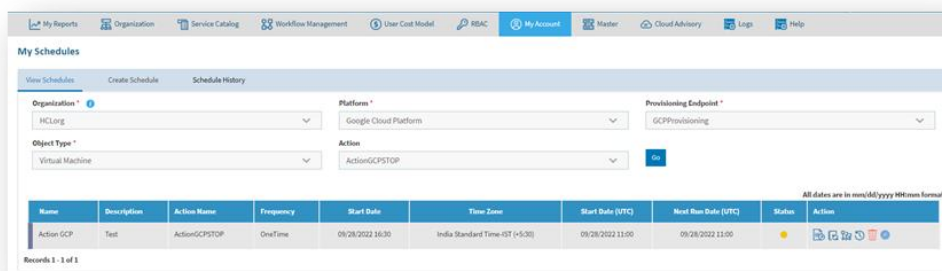 My Reports Organization Service Catalog Workflow Management User Cost Model RBAC My Account Master Cloud Advisory Logs Help
My Schedules
View Schedules Create Schedule Schedule History
Organization * Platform * Provisioning Endpoint *
HCLorg Google Cloud Platform GCPProvisioning
Object Type * Action
Virtual Machine ActionGCPSTOP Go
All dates are in mm/dd/yyyy HH:mm format
Name Description Action Name Frequency Start Date Time Zone Start Date (UTC) Next Run Date (UTC) Status Action
Action GCP Test ActionGCPSTOP OneTime 09/28/2022 16:30 India Standard Time-IST (+5:30) 09/28/2022 11:00 09/28/2022 11:00
Records 1 - 1 of 1